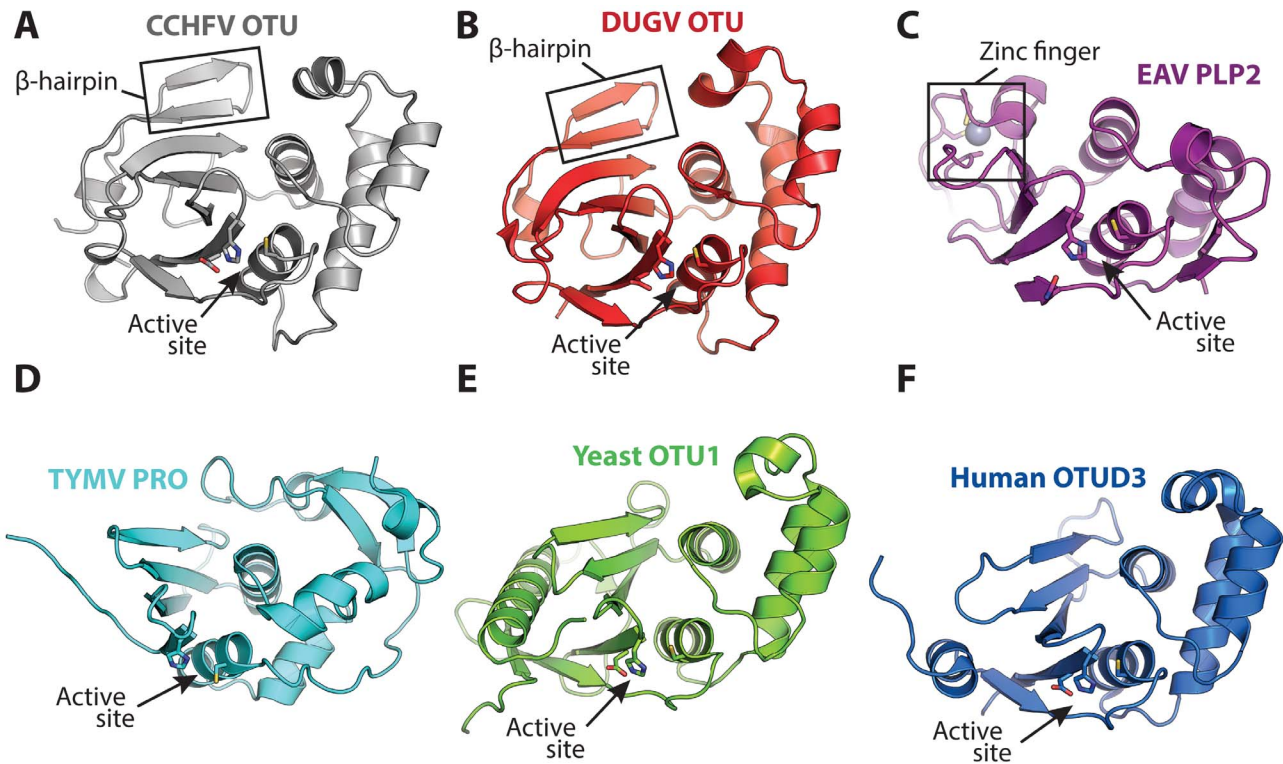 A
CCHFV OTU
β-hairpin
Active
site
B
DUGV OTU
β-hairpin
Active
site
C
Zinc finger
EAV PLP2
Active
site
D
TYMV PRO
Active
site
E
Yeast OTU1
Active
site
F
Human OTUD3
Active
site